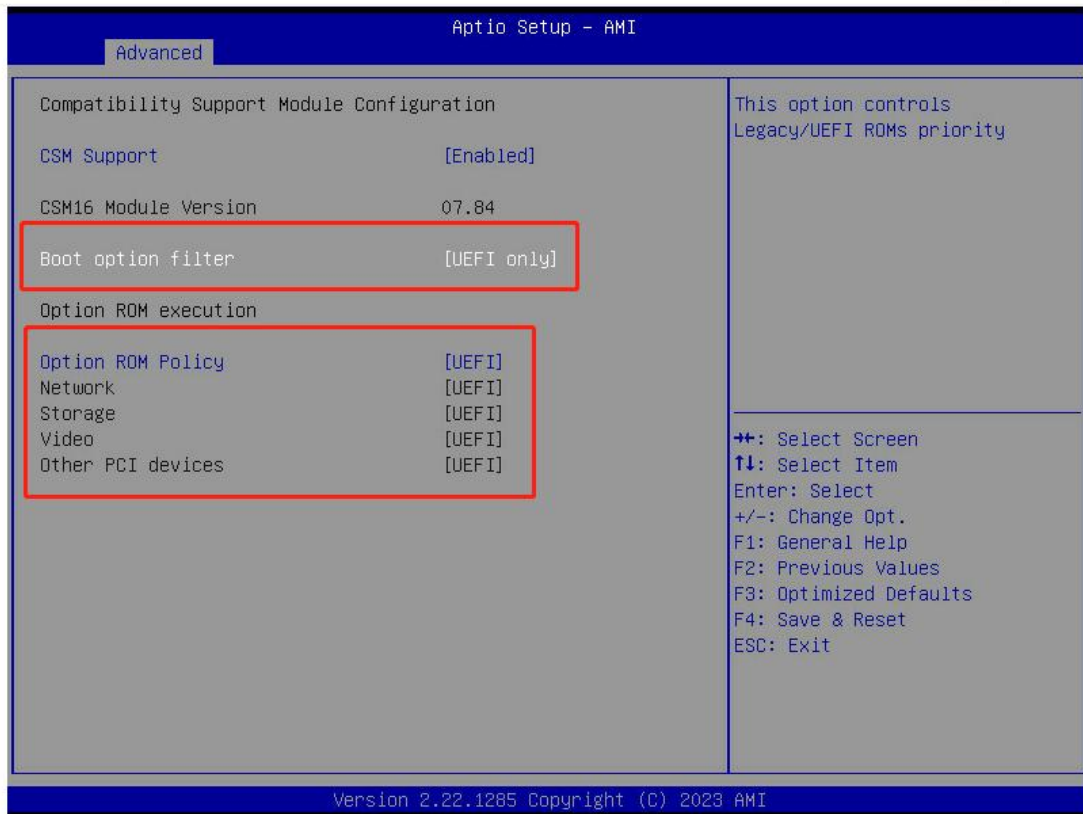 Aptio Setup – AMI
Advanced
Compatibility Support Module Configuration
CSM Support [Enabled]
CSM16 Module Version 07.84
Boot option filter [UEFI only]
Option ROM execution
Option ROM Policy [UEFI]
Network [UEFI]
Storage [UEFI]
Video [UEFI]
Other PCI devices [UEFI]
This option controls
Legacy/UEFI ROMs priority
→←: Select Screen
↑↓: Select Item
Enter: Select
+/-: Change Opt.
F1: General Help
F2: Previous Values
F3: Optimized Defaults
F4: Save & Reset
ESC: Exit
Version 2.22.1285 Copyright (C) 2023 AMI